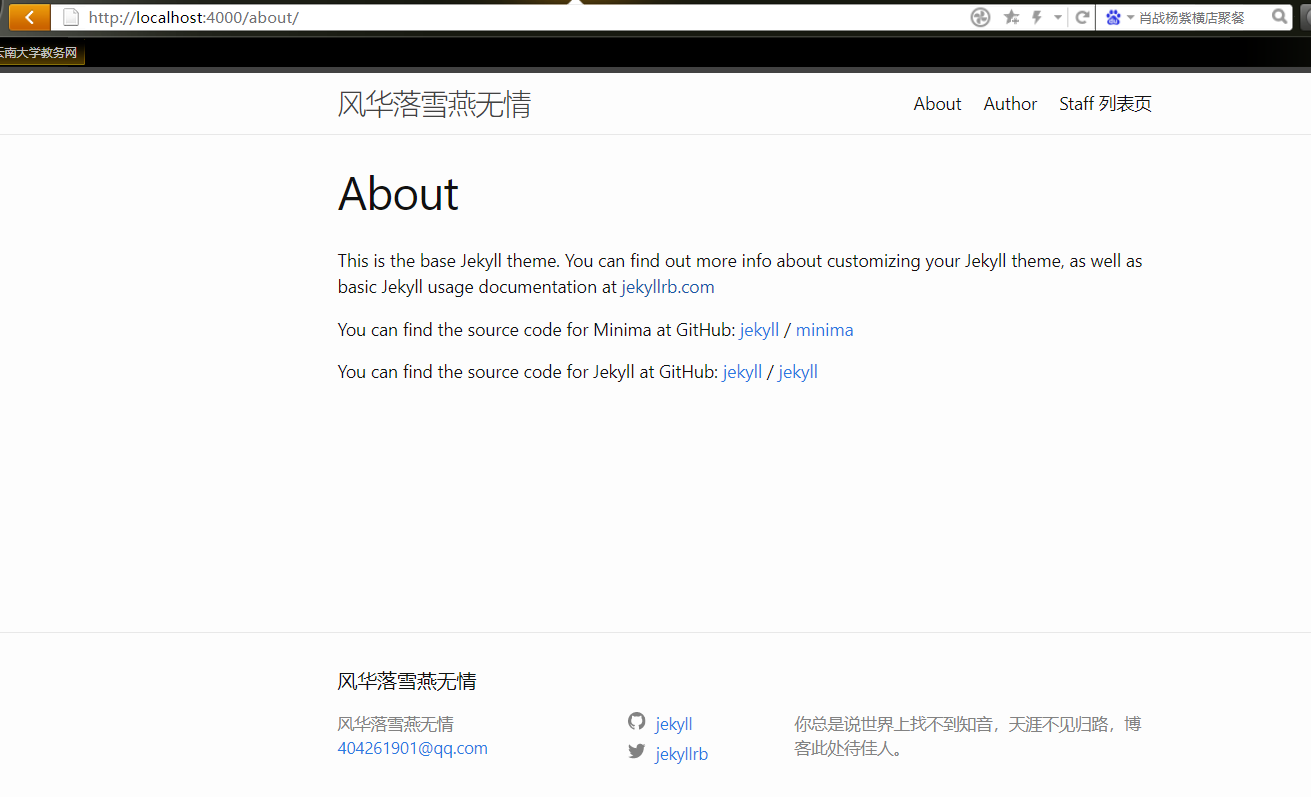 http://localhost:4000/about/
肖战杨紫横店聚餐
云南大学教务网
风华落雪燕无情
About Author Staff 列表页
About
This is the base Jekyll theme. You can find out more info about customizing your Jekyll theme, as well as
basic Jekyll usage documentation at jekyllrb.com
You can find the source code for Minima at GitHub: jekyll / minima
You can find the source code for Jekyll at GitHub: jekyll / jekyll
风华落雪燕无情
风华落雪燕无情
404261901@qq.com
jekyll
jekyllrb
你总是说世界上找不到知音，天涯不见归路，博
客此处待佳人。